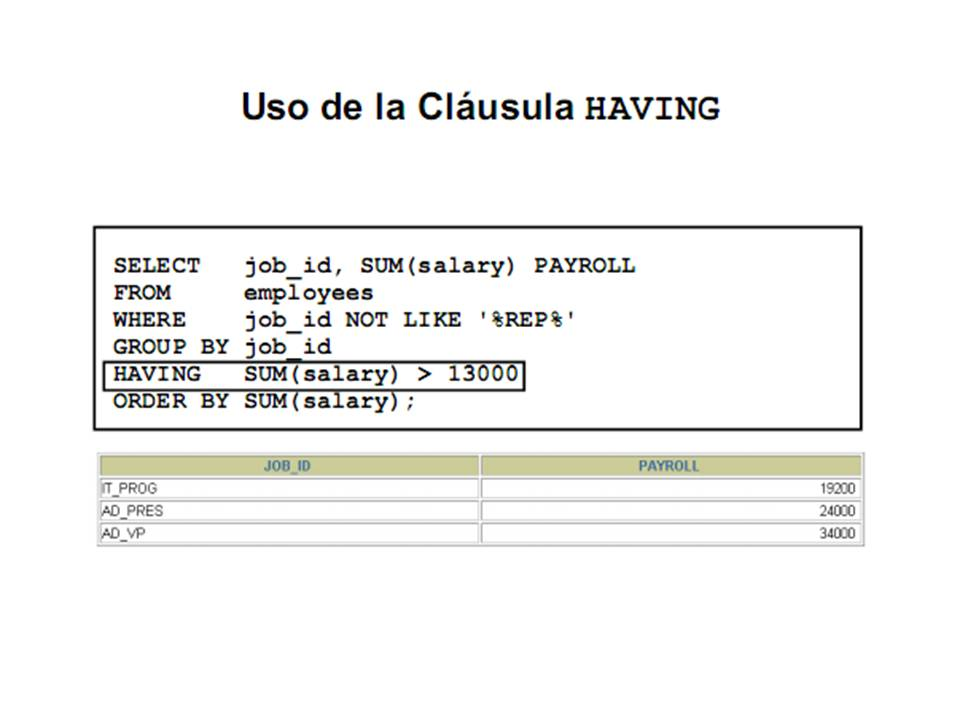 Uso de la Cláusula HAVING
SELECT job_id, SUM(salary) PAYROLL
FROM employees
WHERE job_id NOT LIKE '%REP%'
GROUP BY job_id
HAVING SUM(salary) > 13000
ORDER BY SUM(salary);
JOB_ID PAYROLL
IT_PROG 19200
AD_PRES 24000
AD_VP 34000